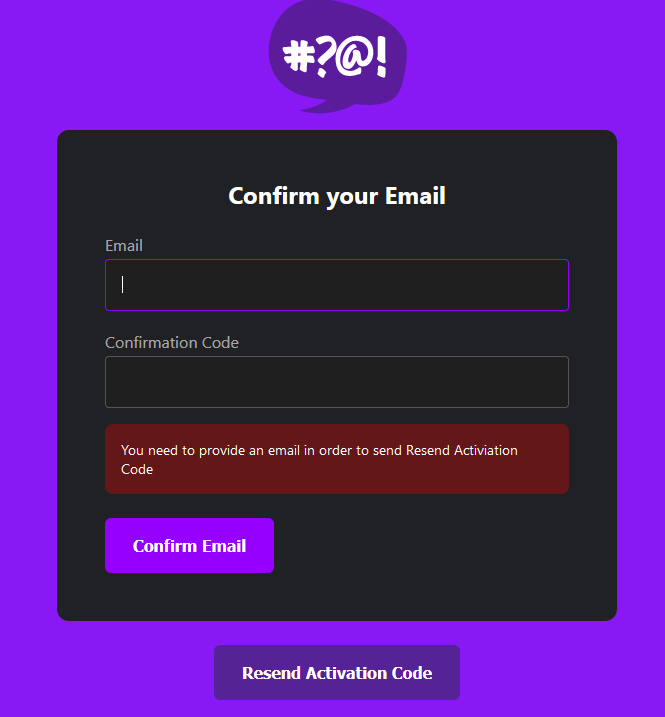 #?@!
Confirm your Email
Email
Confirmation Code
You need to provide an email in order to send Resend Activiation
Code
Confirm Email
Resend Activation Code